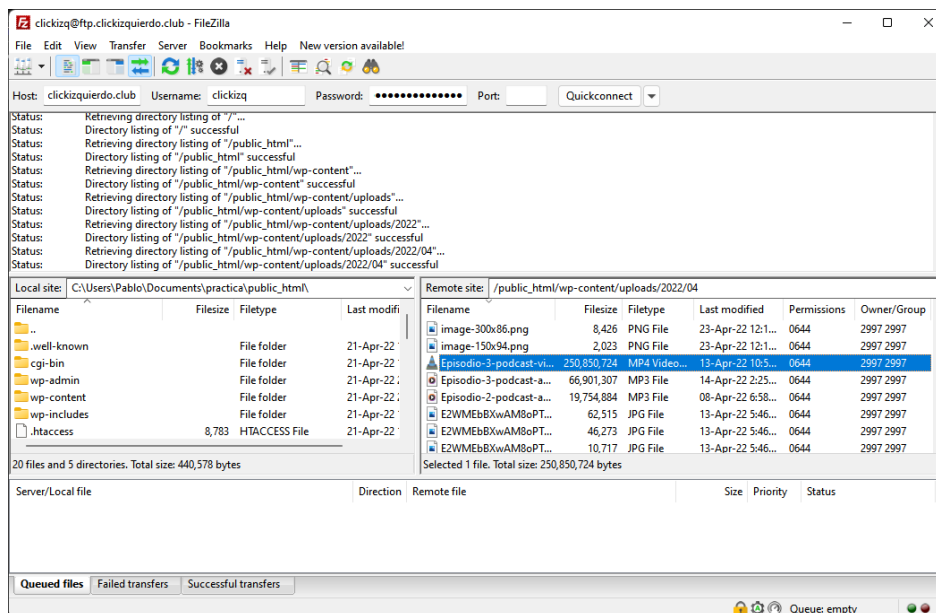 clickizq@ftp.clickizquierdo.club - FileZilla
File Edit View Transfer Server Bookmarks Help New version available!
Host: clickizquierdo.club Username: clickizq Password: ●●●●●●●●●●●●●● Port: Quickconnect
Status: Retrieving directory listing of "/"...
Status: Directory listing of "/" successful
Status: Retrieving directory listing of "/public_html"...
Status: Directory listing of "/public_html" successful
Status: Retrieving directory listing of "/public_html/wp-content"...
Status: Directory listing of "/public_html/wp-content" successful
Status: Retrieving directory listing of "/public_html/wp-content/uploads"...
Status: Directory listing of "/public_html/wp-content/uploads" successful
Status: Retrieving directory listing of "/public_html/wp-content/uploads/2022"...
Status: Directory listing of "/public_html/wp-content/uploads/2022" successful
Status: Retrieving directory listing of "/public_html/wp-content/uploads/2022/04"...
Status: Directory listing of "/public_html/wp-content/uploads/2022/04" successful
Local site: C:\Users\Pablo\Documents\practica\public_html\
Filename Filesize Filetype Last modifi
..
.well-known File folder 21-Apr-22
cgi-bin File folder 21-Apr-22
wp-admin File folder 21-Apr-22
wp-content File folder 21-Apr-22
wp-includes File folder 21-Apr-22
.htaccess 8,783 HTACCESS File 21-Apr-22
20 files and 5 directories. Total size: 440,578 bytes
Remote site: /public_html/wp-content/uploads/2022/04
Filename Filesize Filetype Last modified Permissions Owner/Group
image-300x86.png 8,426 PNG File 23-Apr-22 12:1... 0644 2997 2997
image-150x94.png 2,023 PNG File 23-Apr-22 12:1... 0644 2997 2997
Episodio-3-podcast-vi... 250,850,724 MP4 Video... 13-Apr-22 10:5... 0644 2997 2997
Episodio-3-podcast-a... 66,901,307 MP3 File 14-Apr-22 2:25... 0644 2997 2997
Episodio-2-podcast-a... 19,754,884 MP3 File 08-Apr-22 6:58... 0644 2997 2997
E2WMEbBXwAM8oPT... 62,515 JPG File 13-Apr-22 5:46... 0644 2997 2997
E2WMEbBXwAM8oPT... 46,273 JPG File 13-Apr-22 5:46... 0644 2997 2997
E2WMEbBXwAM8oPT... 10,717 JPG File 13-Apr-22 5:46... 0644 2997 2997
Selected 1 file. Total size: 250,850,724 bytes
Server/Local file Direction Remote file Size Priority Status
Queued files Failed transfers Successful transfers
Queue: empty